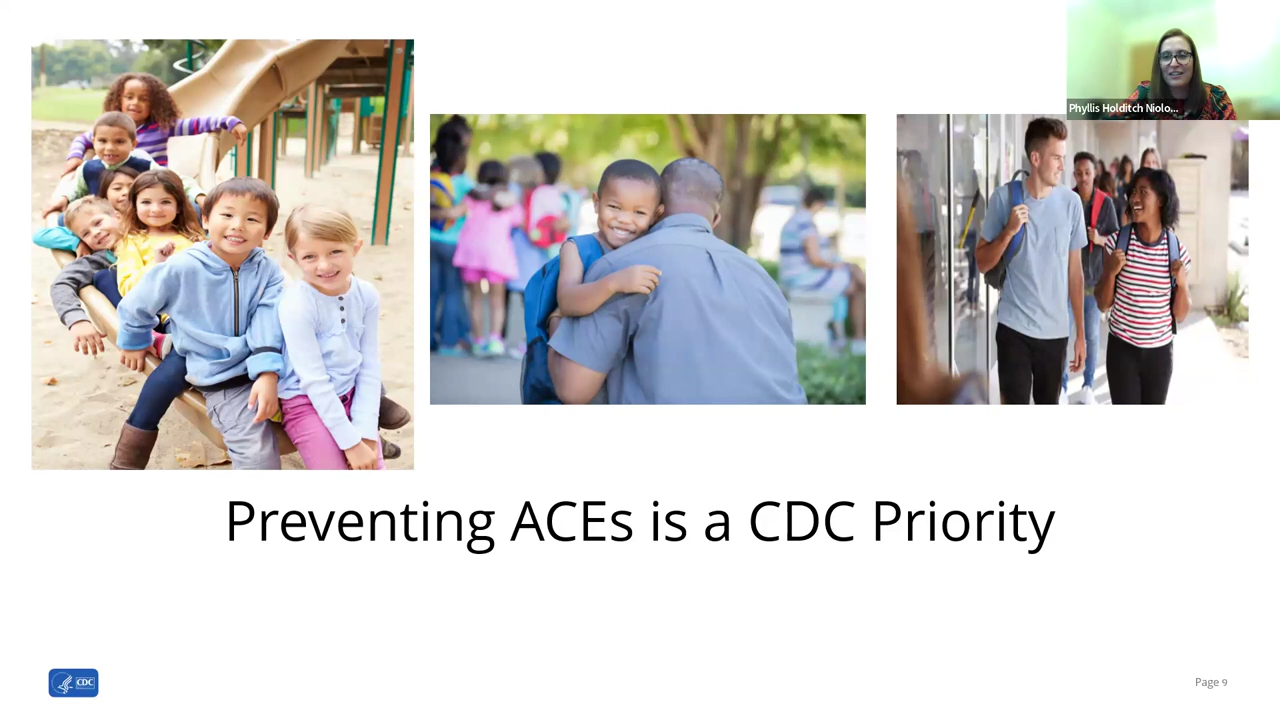 Phyllis Holditch Niolo...
Preventing ACEs is a CDC Priority
CDC
Page 9